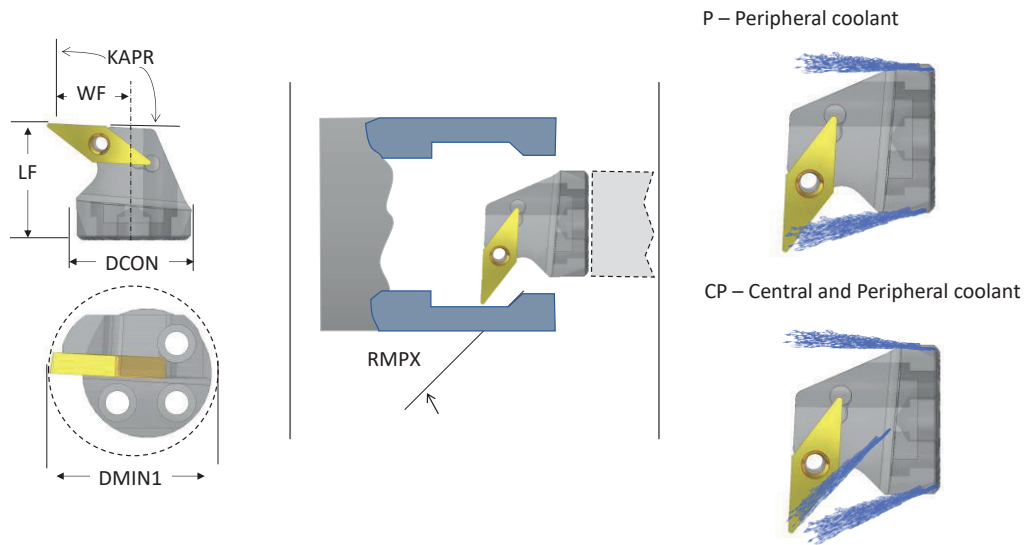 KAPR
WF
LF
DCON
DMIN1
RMPX
P – Peripheral coolant
CP – Central and Peripheral coolant